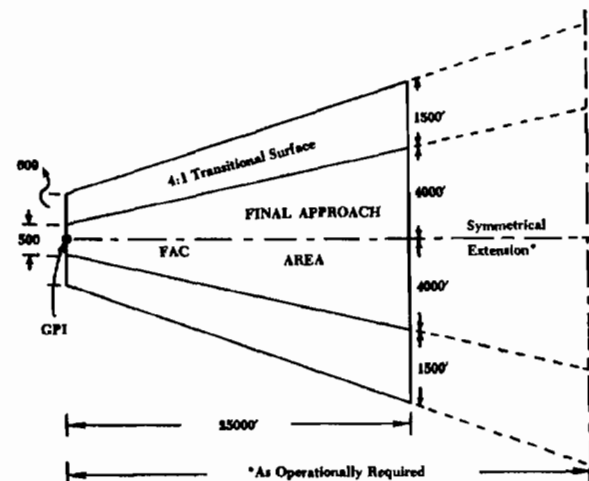 1500'
4:1 Transitional Surface
609
4000'
FINAL APPROACH
500
Symmetrical
FAC
AREA
Extension*
4000'
GPI
1500'
25000'
*As Operationally Required